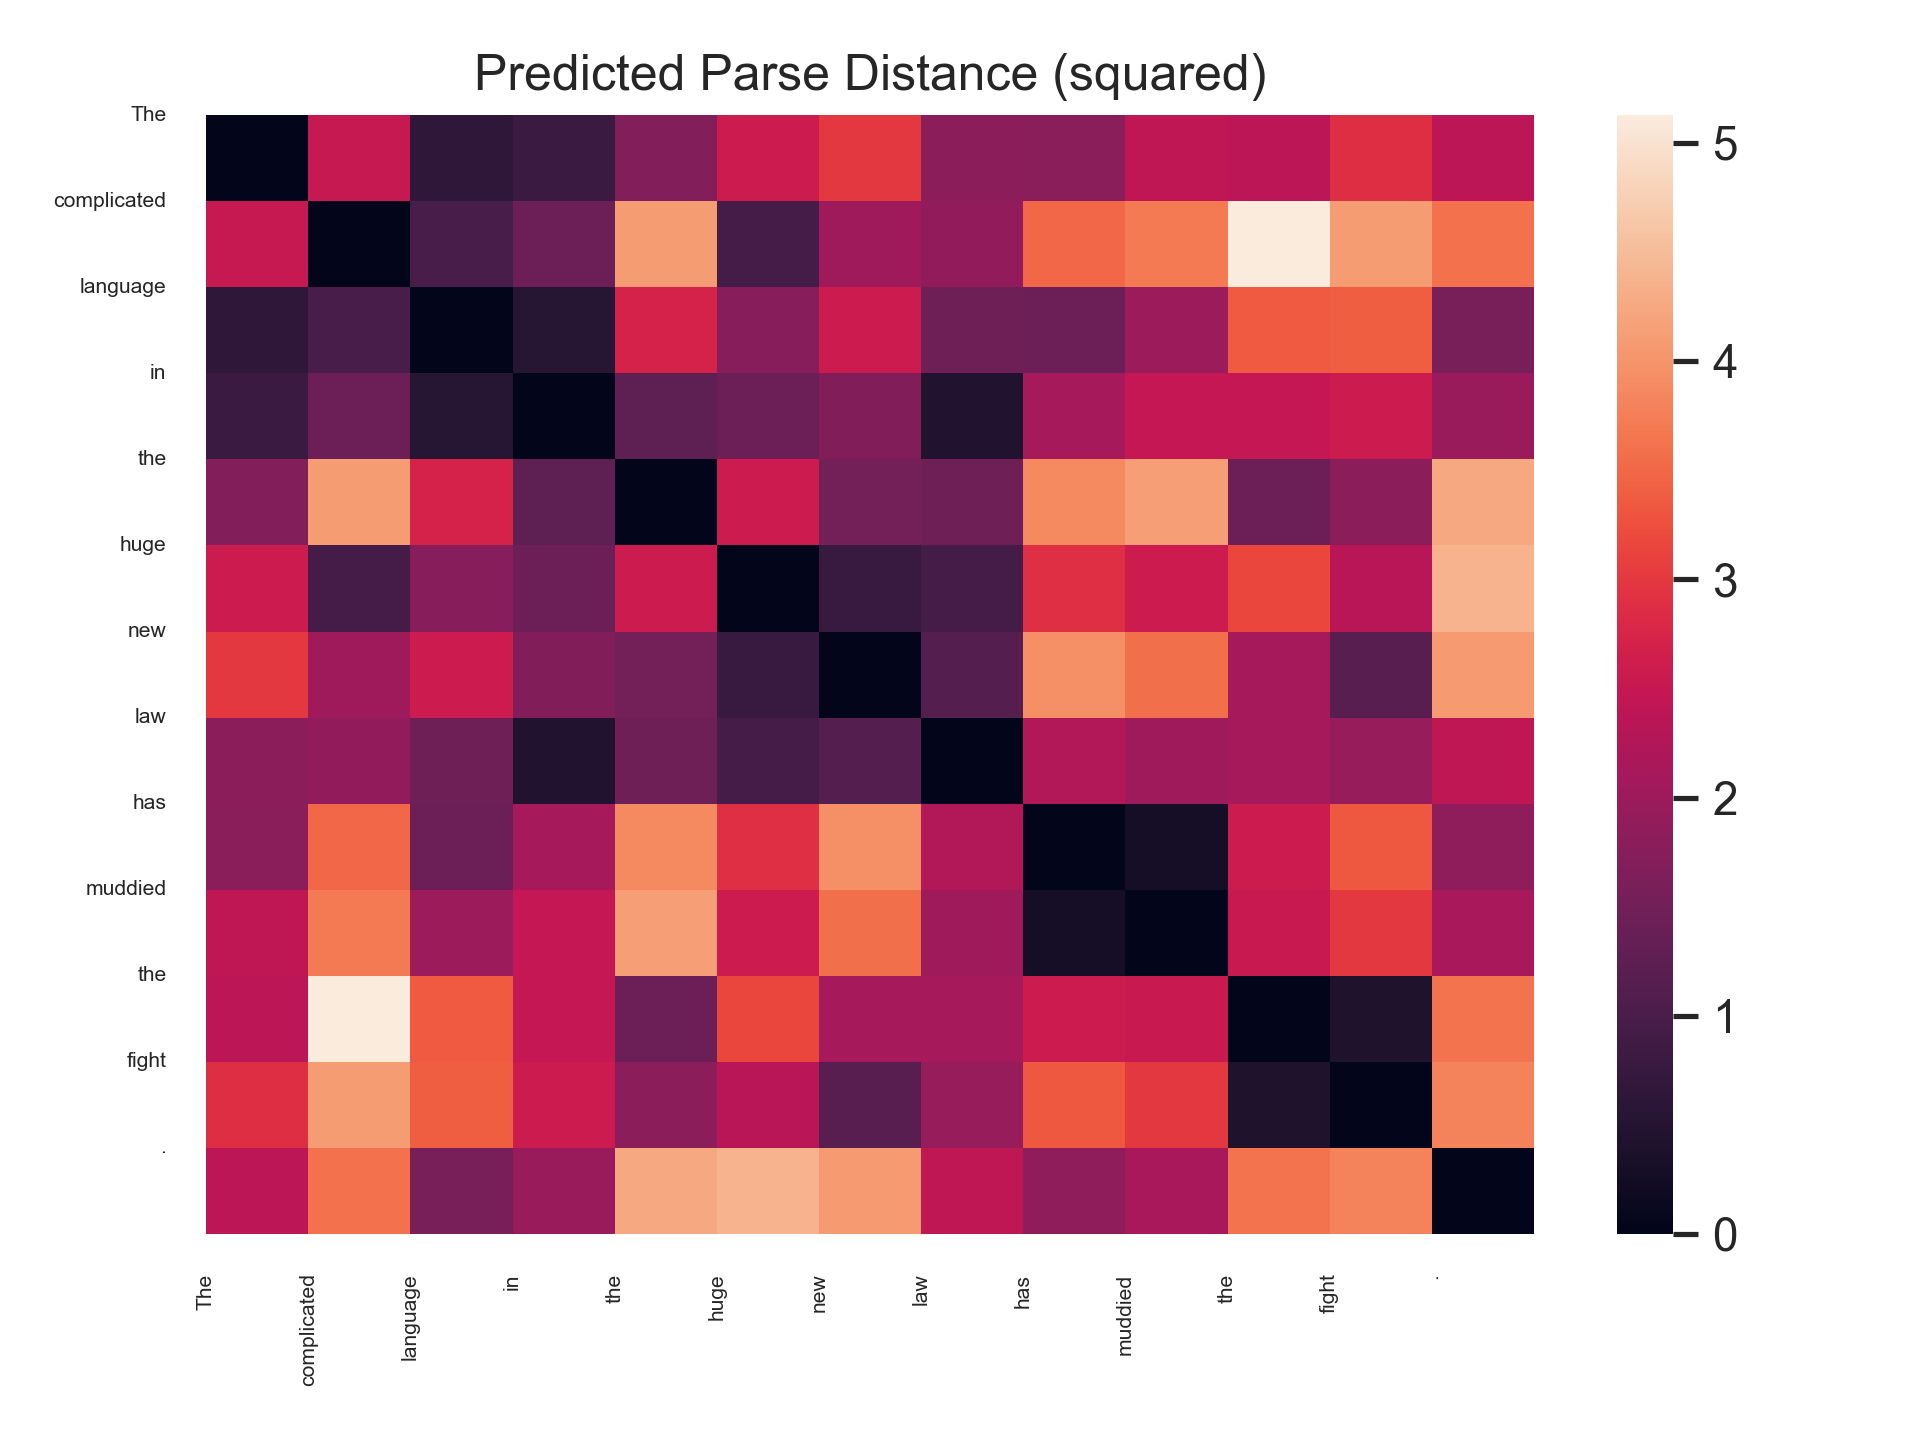 Predicted Parse Distance (squared)
The
complicated
language
in
the
huge
new
law
has
muddied
the
fight
.
The
complicated
language
in
the
huge
new
law
has
muddied
the
fight
.
5
4
3
2
1
0